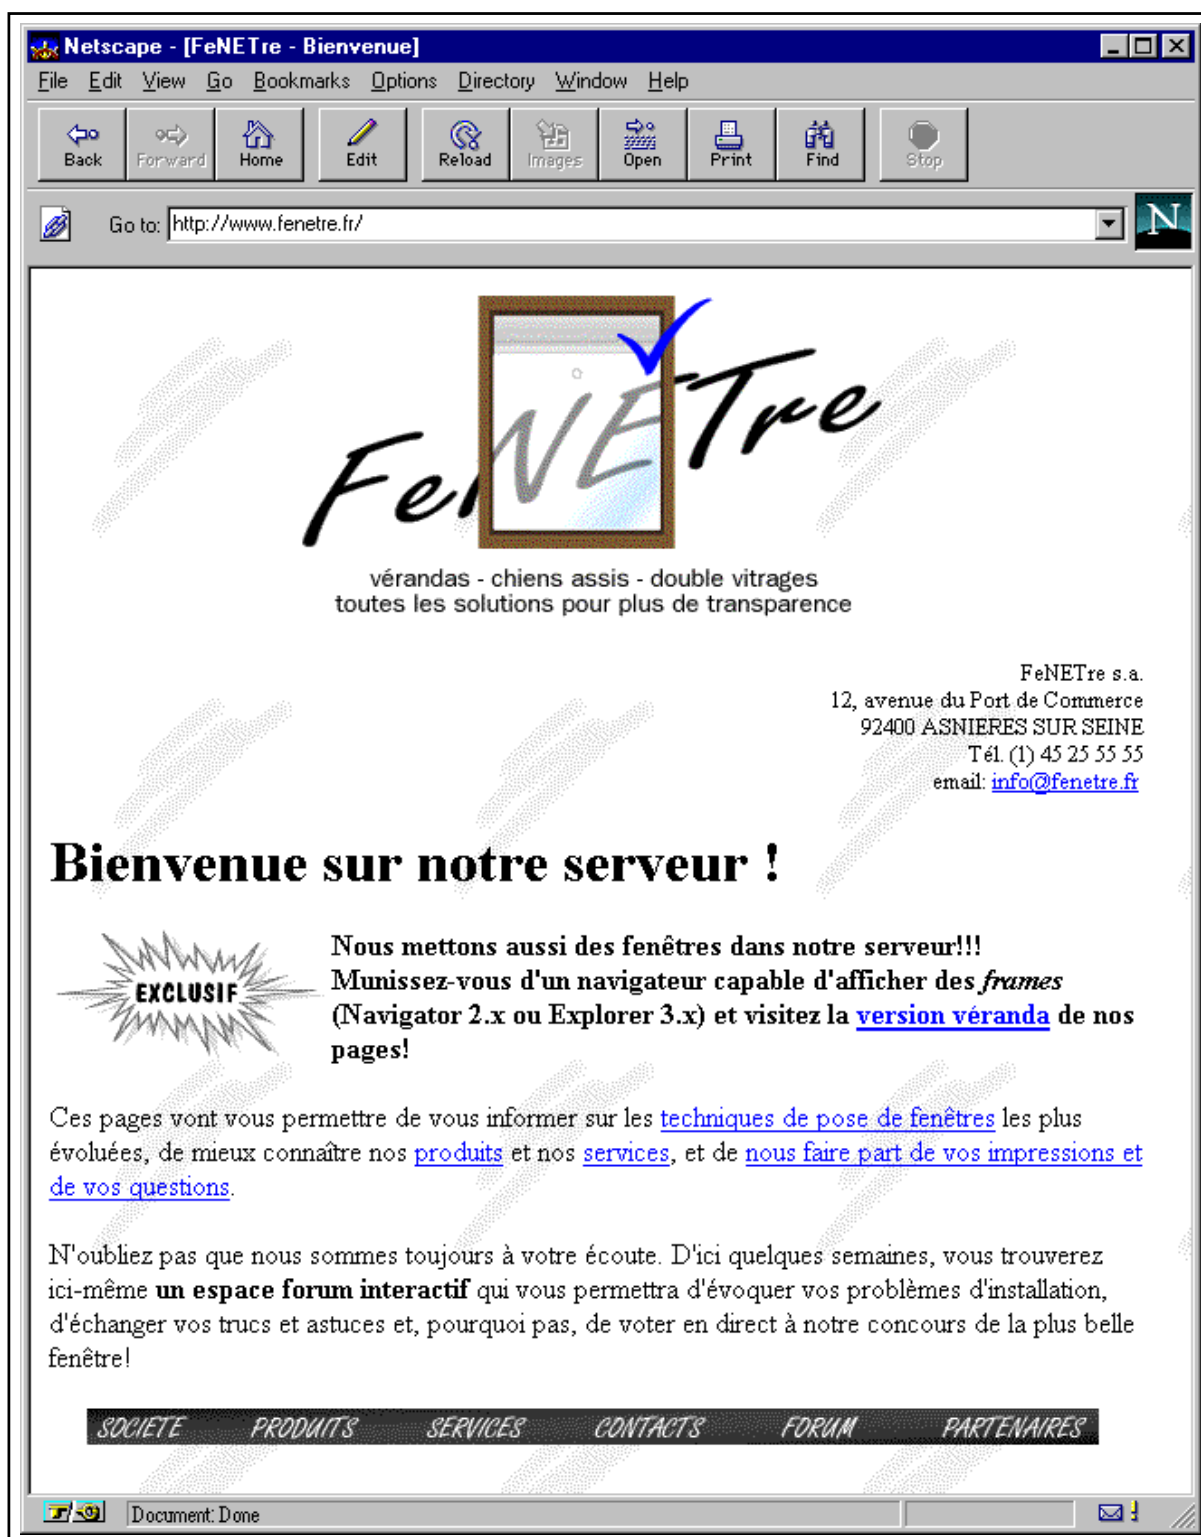 Netscape - [FeNETre - Bienvenue]
File Edit View Go Bookmarks Options Directory Window Help
Back Forward Home Edit Reload Images Open Print Find Stop
Go to: http://www.fenetre.fr/
N
FeNETre
vérandas - chiens assis - double vitrages
toutes les solutions pour plus de transparence
FeNETre s.a.
12, avenue du Port de Commerce
92400 ASNIERES SUR SEINE
Tél. (1) 45 25 55 55
email: info@fenetre.fr
Bienvenue sur notre serveur !
EXCLUSIF
Nous mettons aussi des fenêtres dans notre serveur!!!
Munissez-vous d'un navigateur capable d'afficher des frames
(Navigator 2.x ou Explorer 3.x) et visitez la version véranda de nos
pages!
Ces pages vont vous permettre de vous informer sur les techniques de pose de fenêtres les plus
évoluées, de mieux connaître nos produits et nos services, et de nous faire part de vos impressions et
de vos questions.
N'oubliez pas que nous sommes toujours à votre écoute. D'ici quelques semaines, vous trouverez
ici-même un espace forum interactif qui vous permettra d'évoquer vos problèmes d'installation,
d'échanger vos trucs et astuces et, pourquoi pas, de voter en direct à notre concours de la plus belle
fenêtre!
SOCIETE PRODUITS SERVICES CONTACTS FORUM PARTENAIRES
Document: Done